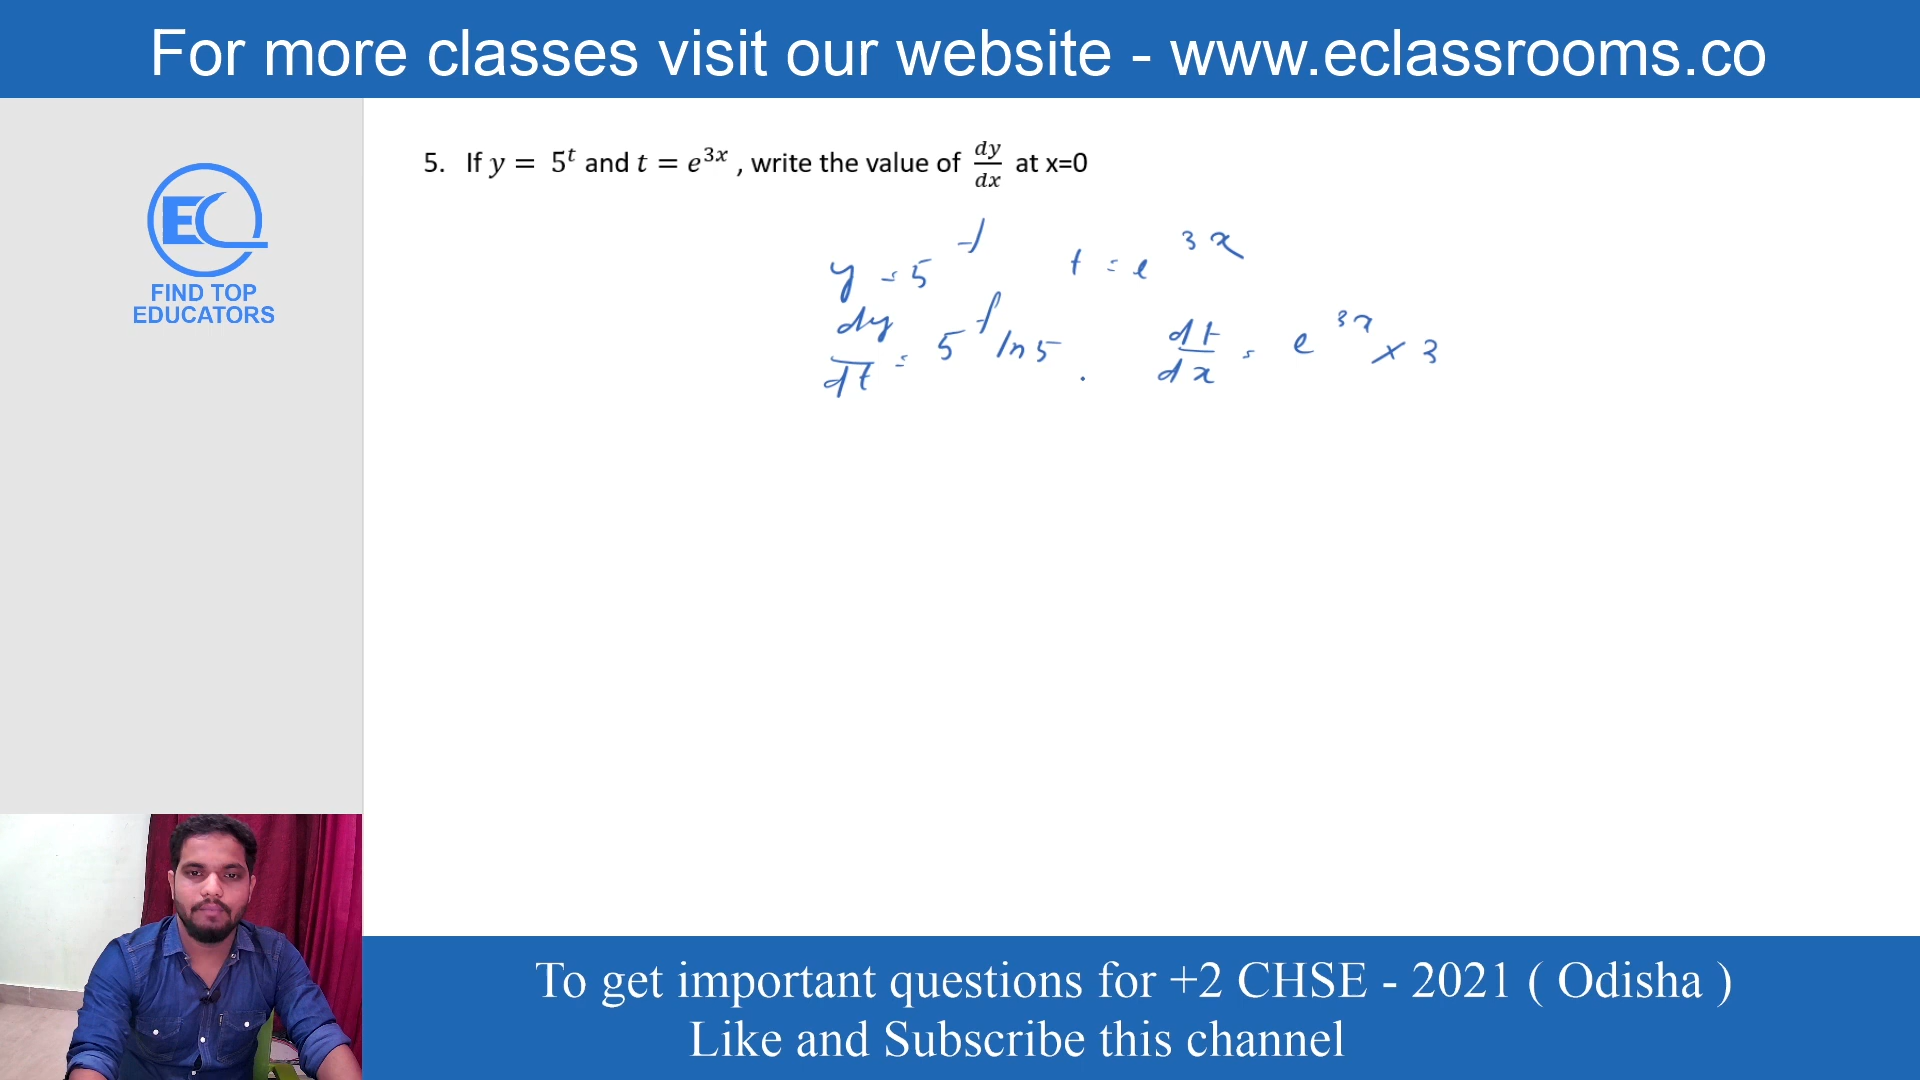 For more classes visit our website - www.eclassrooms.co
EC
FIND TOP
EDUCATORS
5. If y = 5^t and t = e^{3x} , write the value of dy/dx at x=0
y = 5^t    t = e^{3x}
dy/dt = 5^t ln 5 .    dt/dx = e^{3x} × 3
To get important questions for +2 CHSE - 2021 ( Odisha )
Like and Subscribe this channel